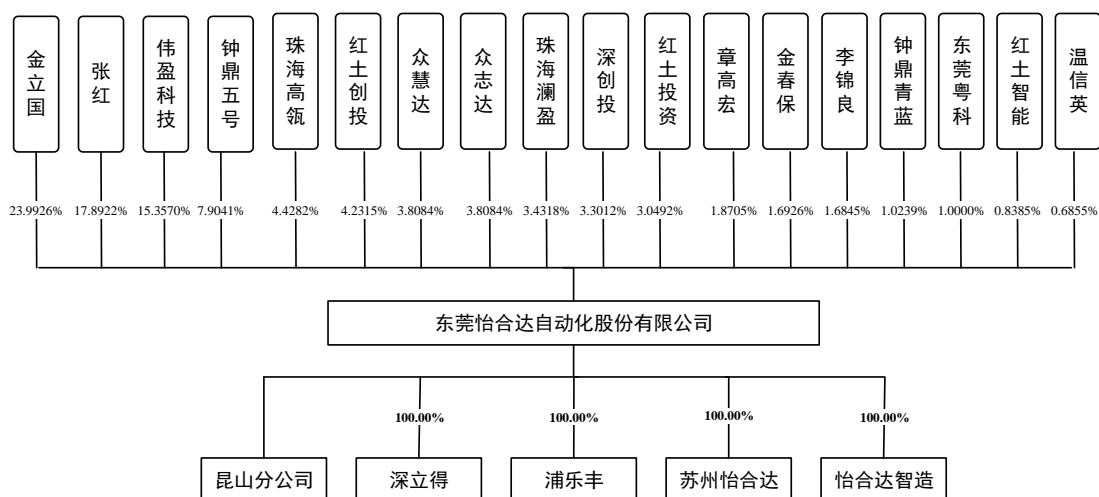 金立国
张红
伟盈科技
钟鼎五号
珠海高瓴
红土创投
众慧达
众志达
珠海澜盈
深创投
红土投资
章高宏
金春保
李锦良
钟鼎青蓝
东莞粤科
红土智能
温信英
23.9926%
17.8922%
15.3570%
7.9041%
4.4282%
4.2315%
3.8084%
3.8084%
3.4318%
3.3012%
3.0492%
1.8705%
1.6926%
1.6845%
1.0239%
1.0000%
0.8385%
0.6855%
东莞怡合达自动化股份有限公司
100.00%
100.00%
100.00%
100.00%
昆山分公司
深立得
浦乐丰
苏州怡合达
怡合达智造